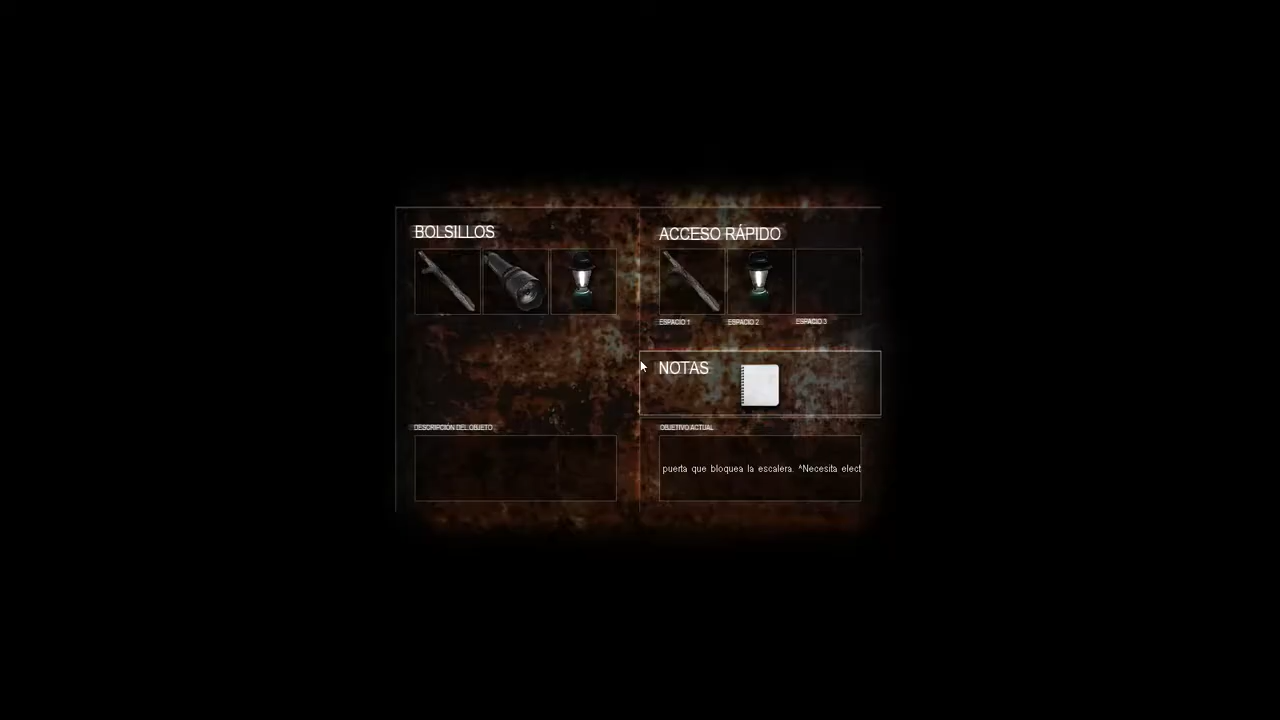 BOLSILLOS
ACCESO RÁPIDO
ESPACIO 1
ESPACIO 2
ESPACIO 3
NOTAS
DESCRIPCIÓN DEL OBJETO
OBJETIVO ACTUAL
puerta que bloquea la escalera. ^Necesita elect